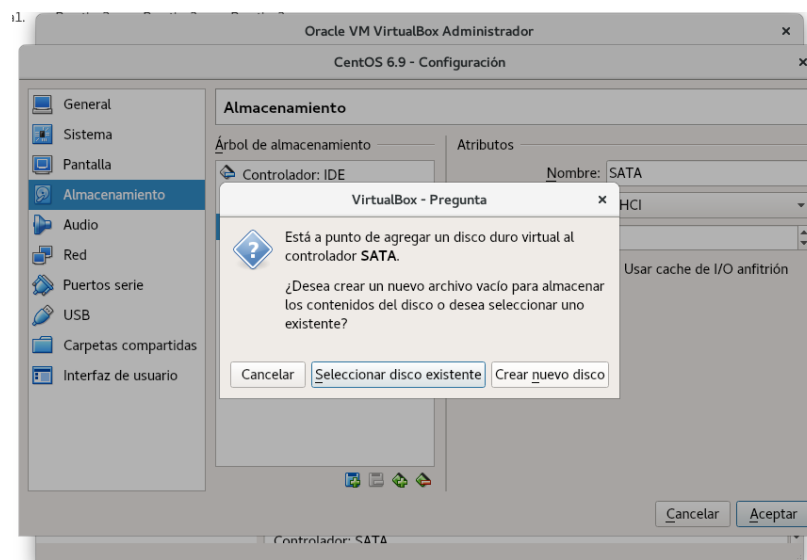 Oracle VM VirtualBox Administrador
CentOS 6.9 - Configuración
General
Sistema
Pantalla
Almacenamiento
Audio
Red
Puertos serie
USB
Carpetas compartidas
Interfaz de usuario
Almacenamiento
Árbol de almacenamiento
Controlador: IDE
Atributos
Nombre: SATA
HCI
Usar cache de I/O anfitrión
VirtualBox - Pregunta
Está a punto de agregar un disco duro virtual al
controlador SATA.
¿Desea crear un nuevo archivo vacío para almacenar
los contenidos del disco o desea seleccionar uno
existente?
Cancelar
Seleccionar disco existente
Crear nuevo disco
Cancelar
Aceptar
Controlador: SATA